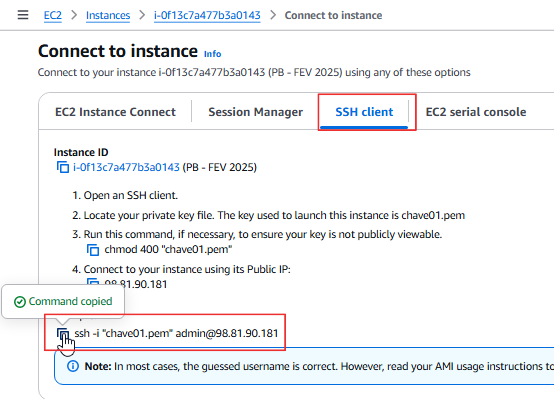 EC2 > Instances > i-0f13c7a477b3a0143 > Connect to instance
Connect to instance Info
Connect to your instance i-0f13c7a477b3a0143 (PB - FEV 2025) using any of these options
EC2 Instance Connect Session Manager SSH client EC2 serial console
Instance ID
i-0f13c7a477b3a0143 (PB - FEV 2025)
1. Open an SSH client.
2. Locate your private key file. The key used to launch this instance is chave01.pem
3. Run this command, if necessary, to ensure your key is not publicly viewable.
chmod 400 "chave01.pem"
4. Connect to your instance using its Public IP:
98.81.90.181
Command copied
ssh -i "chave01.pem" admin@98.81.90.181
Note: In most cases, the guessed username is correct. However, read your AMI usage instructions to